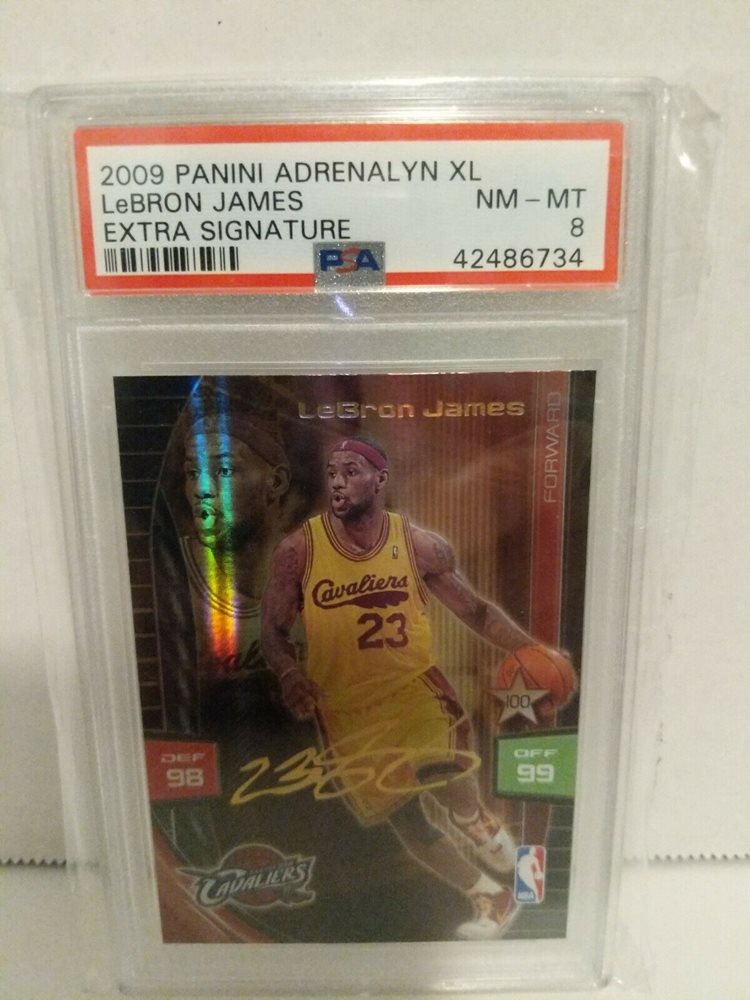 2009 PANINI ADRENALYN XL
LeBRON JAMES NM - MT
EXTRA SIGNATURE 8
PSA 42486734
LeBron James
FORWARD
Cavaliers
23
100
DEF
98
OFF
99
CAVALIERS
NBA